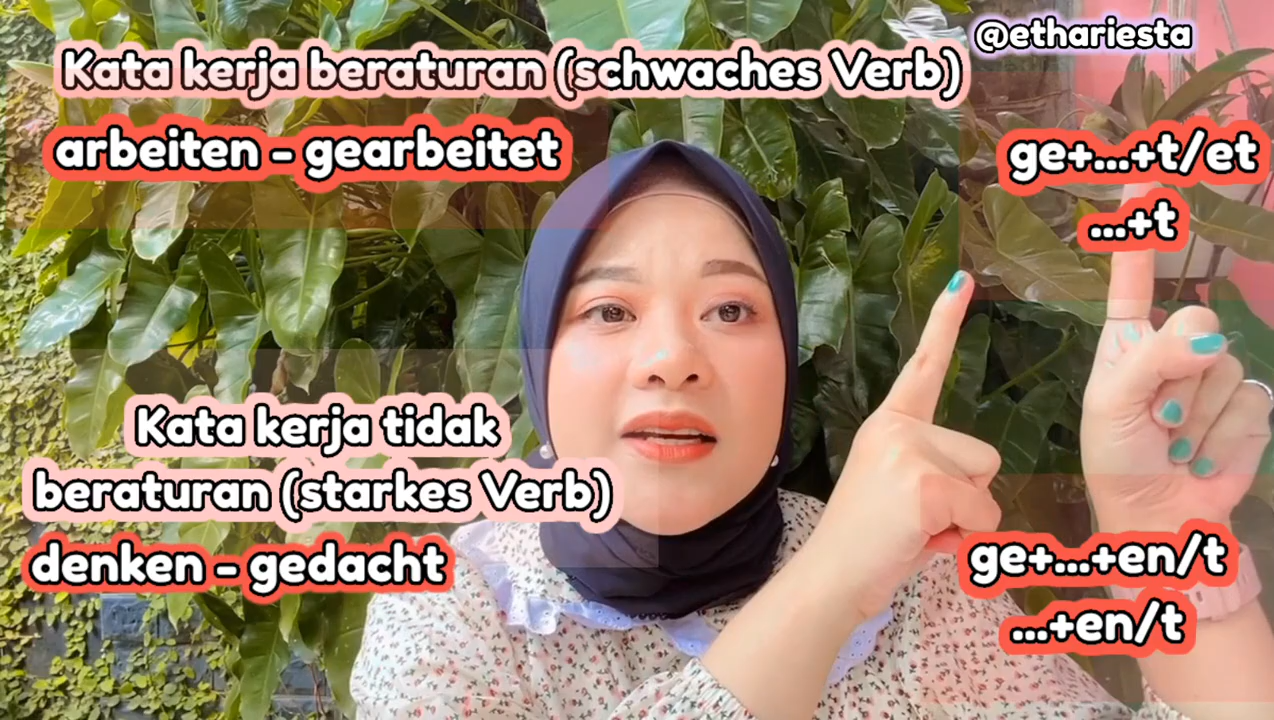 @ethariesta
Kata kerja beraturan (schwaches Verb)
arbeiten - gearbeitet
ge+...+t/et
...+t
Kata kerja tidak
beraturan (starkes Verb)
denken - gedacht
ge+...+en/t
...+en/t